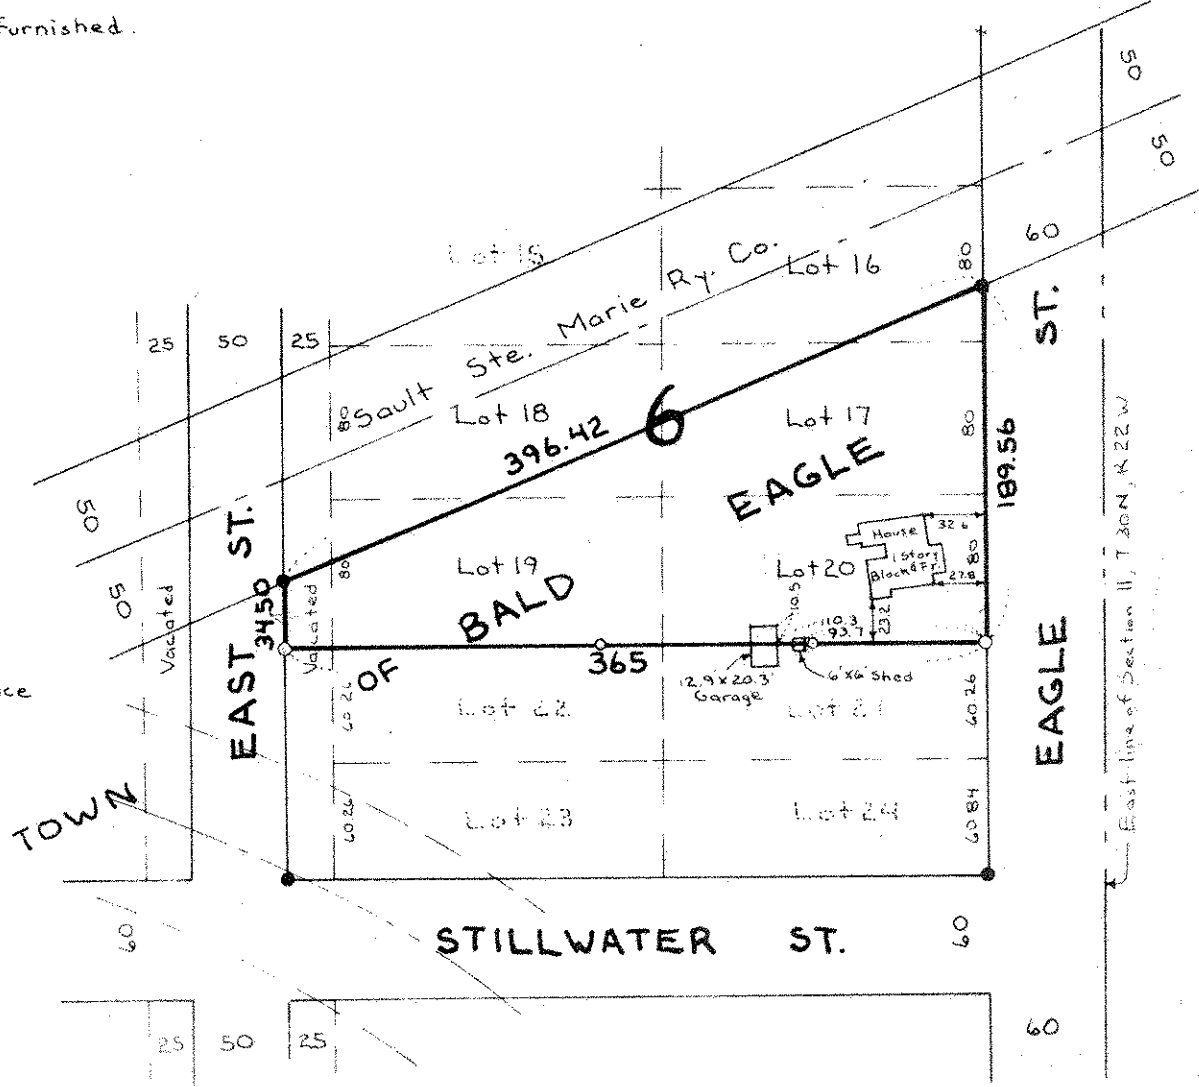 furnished.
50
50
60
80
Lot 15
Lot 16
Sault Ste. Marie Ry. Co.
ST.
25
50
25
80
Lot 18
6
Lot 17
80
396.42
EAGLE
189.56
50
50
ST.
House
1 Story
Block & Fr.
32.6
80
27.8
23.2
Lot 19
80
Lot 20
BALD
10.5
110.3
93.7
34.50
Vacated
Vacated
365
OF
12.9 x 20.3'
Garage
6'x6' Shed
EAST
EAGLE
East line of Section 11, T 30N, R 22 W
60.26
Lot 22
Lot 21
60.26
TOWN
60.26
Lot 23
Lot 24
60.84
60
STILLWATER ST.
60
25
50
25
60